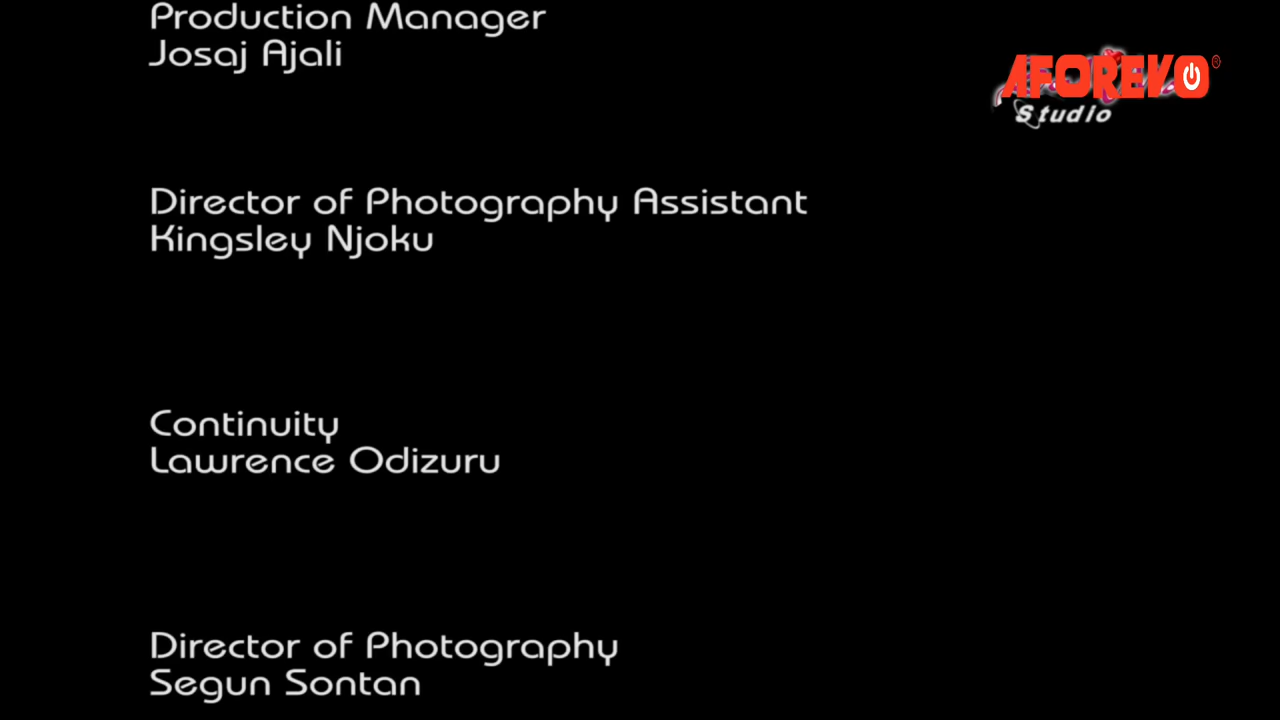 Production Manager
Josaj Ajali
AFOREVO
Studio
Director of Photography Assistant
Kingsley Njoku
Continuity
Lawrence Odizuru
Director of Photography
Segun Sontan